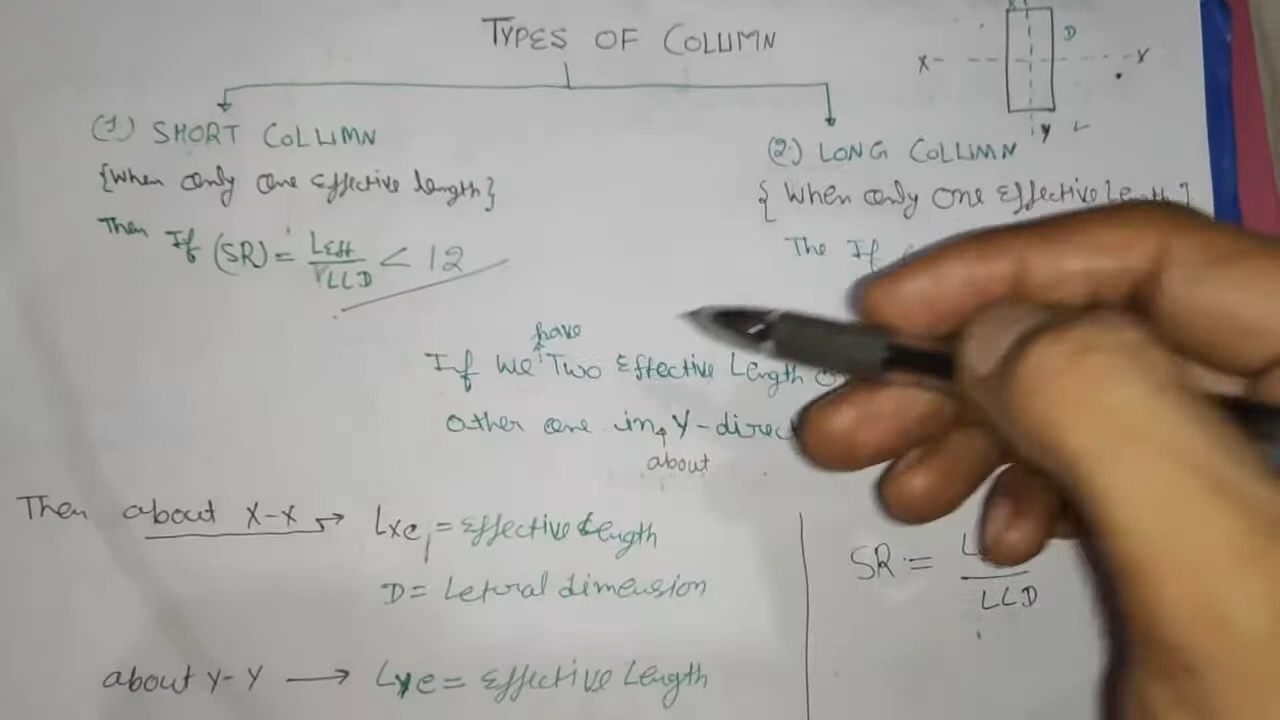 TYPES OF COLUMN
D
X- -Y
y L
(1.) SHORT COLUMN
{When only one effective length}
Then If (SR) = LEff / LLD < 12
(2.) LONG COLUMN
{ When only one Effective Length }
The If
have
If we Two Effective Length
other one in Y-direc
about
Then about X-X → Lxe = Effective Length
D = Leteral dimension
about Y-Y → Lye = Effective Length
SR = L / LLD